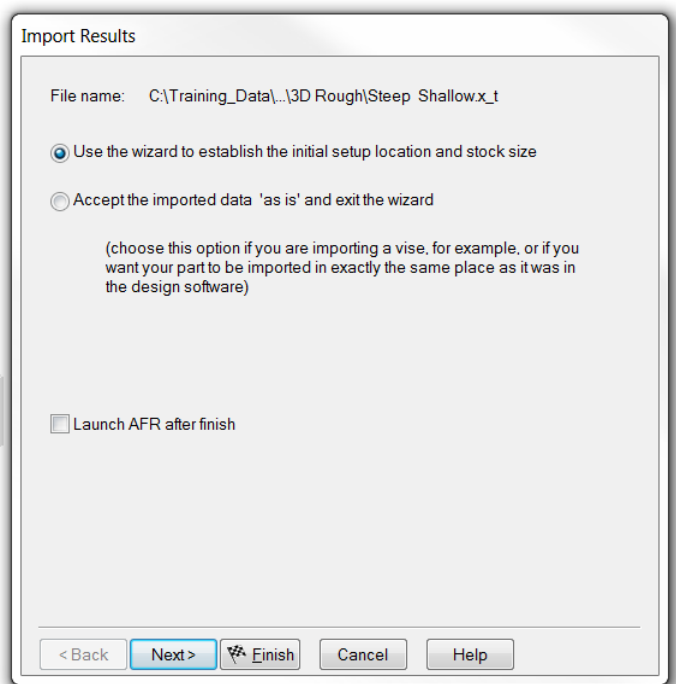 Import Results
File name: C:\Training_Data\...\3D Rough\Steep Shallow.x_t
Use the wizard to establish the initial setup location and stock size
Accept the imported data 'as is' and exit the wizard
(choose this option if you are importing a vise, for example, or if you
want your part to be imported in exactly the same place as it was in
the design software)
Launch AFR after finish
< Back Next > Finish Cancel Help